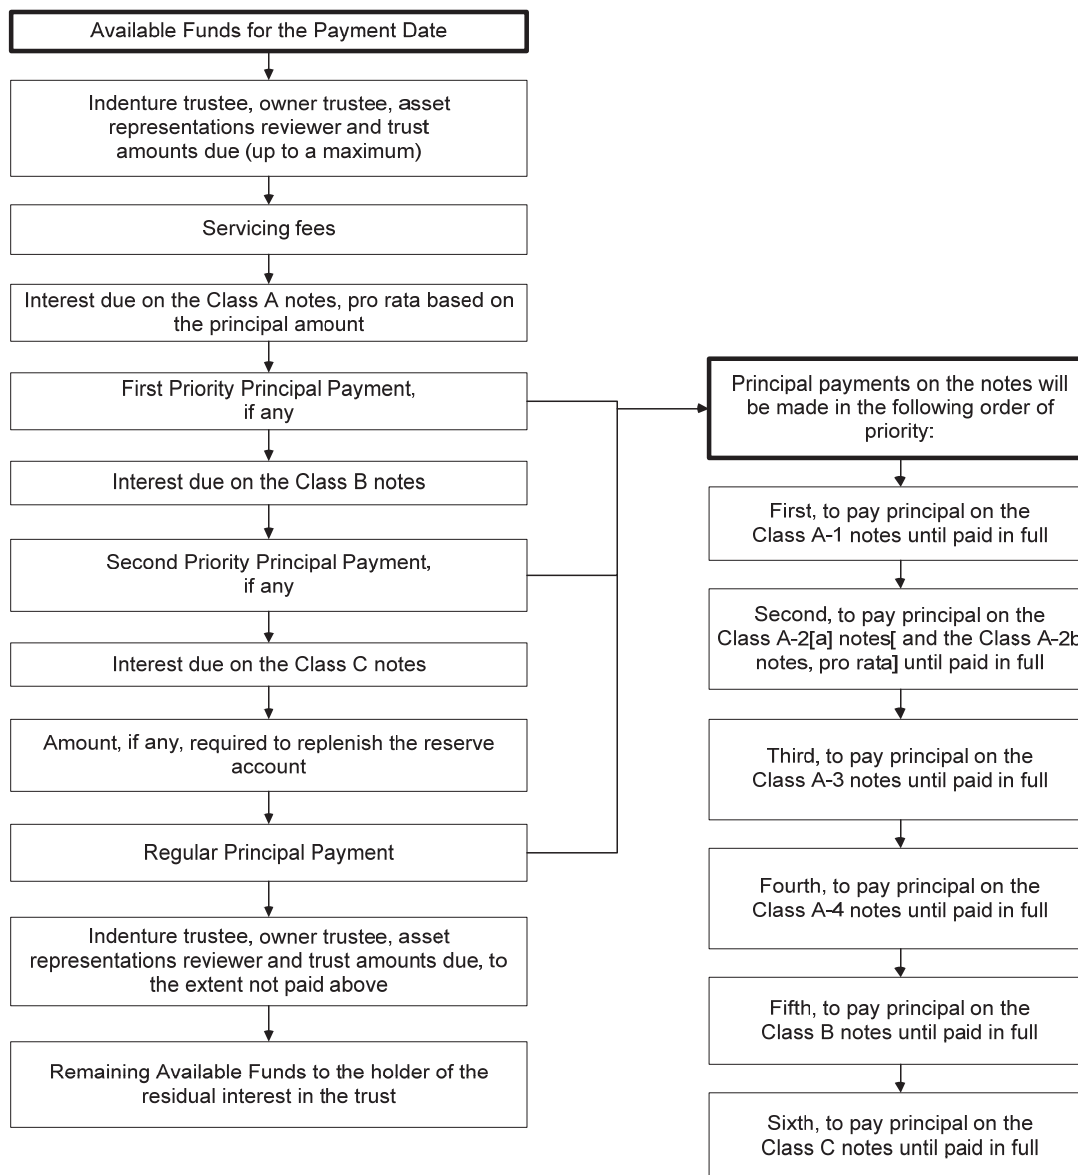 Available Funds for the Payment Date
Indenture trustee, owner trustee, asset
representations reviewer and trust
amounts due (up to a maximum)
Servicing fees
Interest due on the Class A notes, pro rata based on
the principal amount
First Priority Principal Payment,
if any
Interest due on the Class B notes
Second Priority Principal Payment,
if any
Interest due on the Class C notes
Amount, if any, required to replenish the reserve
account
Regular Principal Payment
Indenture trustee, owner trustee, asset
representations reviewer and trust amounts due, to
the extent not paid above
Remaining Available Funds to the holder of the
residual interest in the trust
Principal payments on the notes will
be made in the following order of
priority:
First, to pay principal on the
Class A-1 notes until paid in full
Second, to pay principal on the
Class A-2[a] notes[ and the Class A-2b
notes, pro rata] until paid in full
Third, to pay principal on the
Class A-3 notes until paid in full
Fourth, to pay principal on the
Class A-4 notes until paid in full
Fifth, to pay principal on the
Class B notes until paid in full
Sixth, to pay principal on the
Class C notes until paid in full